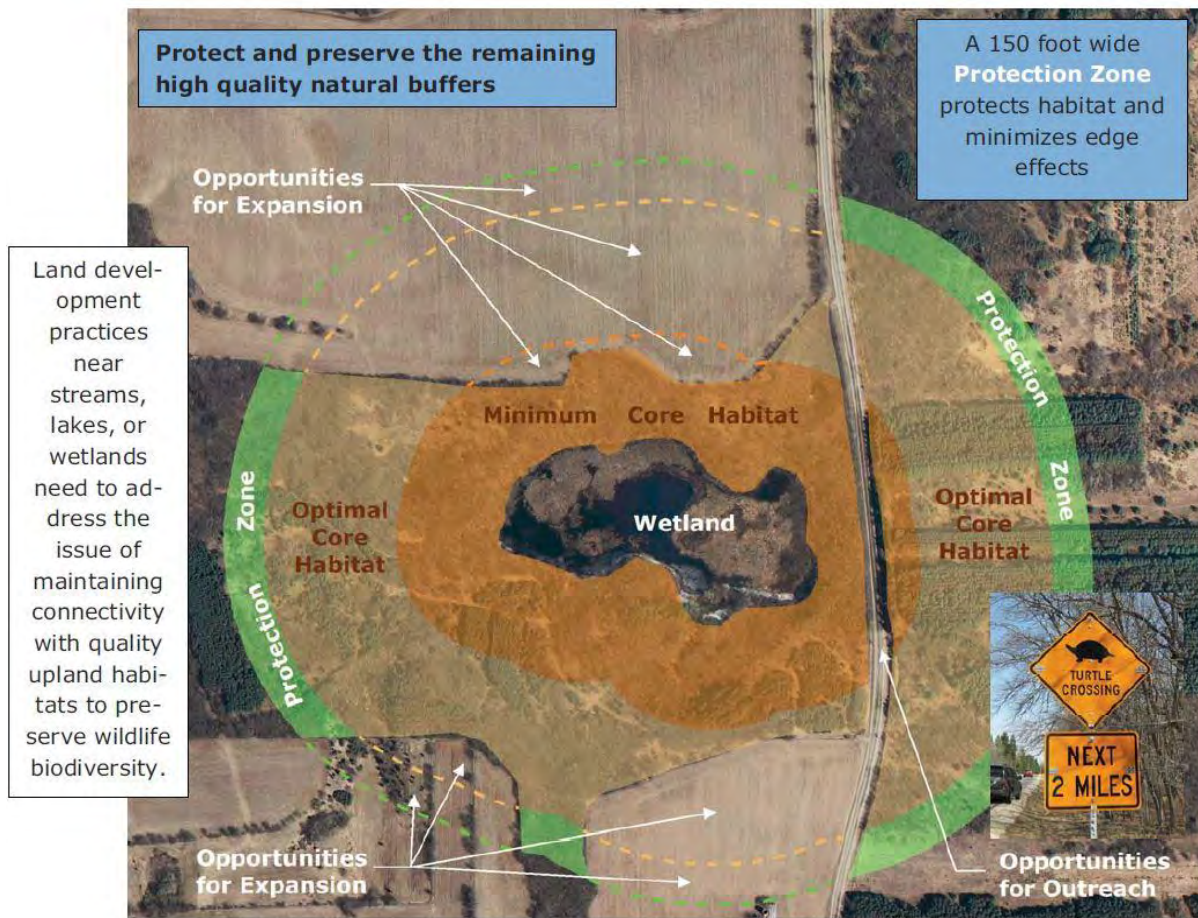 Protect and preserve the remaining
high quality natural buffers
A 150 foot wide
Protection Zone
protects habitat and
minimizes edge
effects
Opportunities
for Expansion
Land devel-
opment
practices
near
streams,
lakes, or
wetlands
need to ad-
dress the
issue of
maintaining
connectivity
with quality
upland habi-
tats to pre-
serve wildlife
biodiversity.
Protection Zone
Minimum Core Habitat
Wetland
Optimal
Core
Habitat
Optimal
Core
Habitat
Protection Zone
TURTLE
CROSSING
NEXT
2 MILES
Opportunities
for Expansion
Opportunities
for Outreach